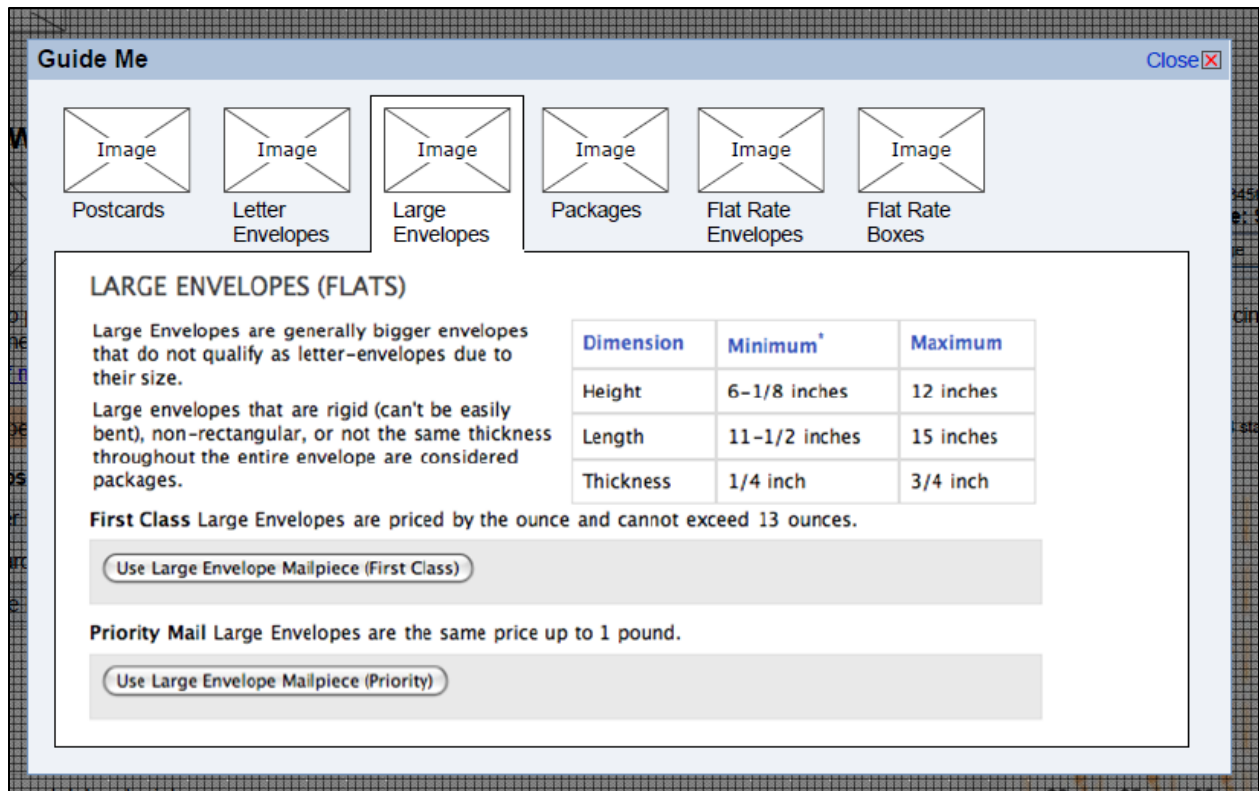 Guide Me
Close
Image
Image
Image
Image
Image
Image
Postcards
Letter
Envelopes
Large
Envelopes
Packages
Flat Rate
Envelopes
Flat Rate
Boxes
LARGE ENVELOPES (FLATS)
Large Envelopes are generally bigger envelopes
that do not qualify as letter-envelopes due to
their size.
Large envelopes that are rigid (can't be easily
bent), non-rectangular, or not the same thickness
throughout the entire envelope are considered
packages.
Dimension Minimum* Maximum
Height 6-1/8 inches 12 inches
Length 11-1/2 inches 15 inches
Thickness 1/4 inch 3/4 inch
First Class Large Envelopes are priced by the ounce and cannot exceed 13 ounces.
Use Large Envelope Mailpiece (First Class)
Priority Mail Large Envelopes are the same price up to 1 pound.
Use Large Envelope Mailpiece (Priority)